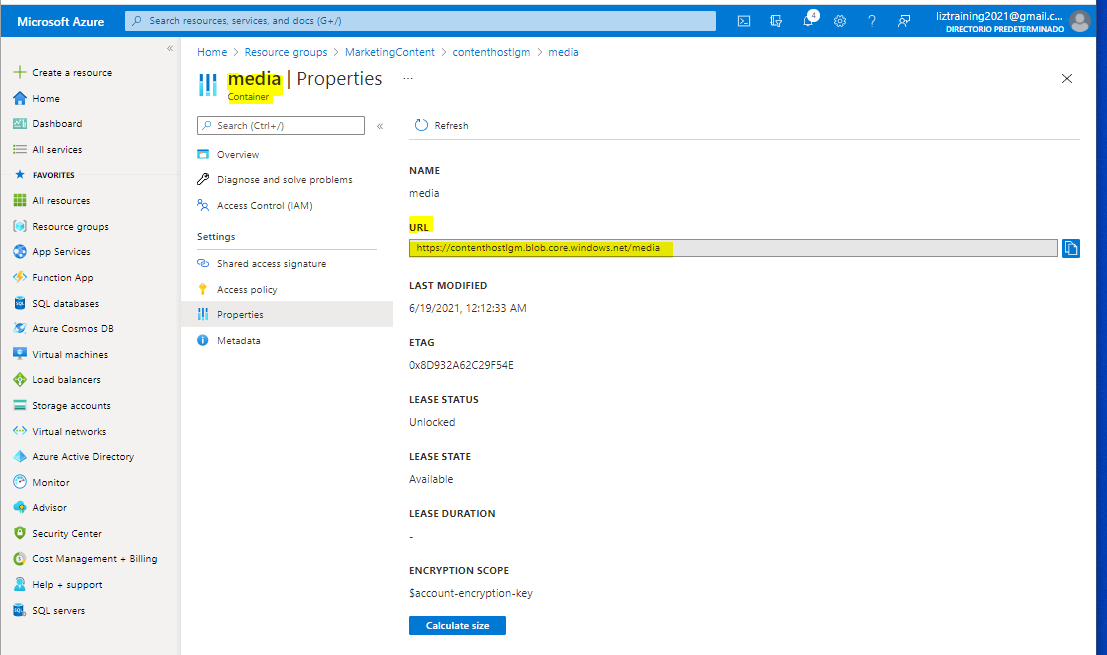 Microsoft Azure
Search resources, services, and docs (G+/)
4
liztraining2021@gmail.c...
DIRECTORIO PREDETERMINADO
«
Create a resource
Home
Dashboard
All services
FAVORITES
All resources
Resource groups
App Services
Function App
SQL databases
Azure Cosmos DB
Virtual machines
Load balancers
Storage accounts
Virtual networks
Azure Active Directory
Monitor
Advisor
Security Center
Cost Management + Billing
Help + support
SQL servers
Home > Resource groups > MarketingContent > contenthostlgm > media
media | Properties ...
Container
Search (Ctrl+/)
«
Overview
Diagnose and solve problems
Access Control (IAM)
Settings
Shared access signature
Access policy
Properties
Metadata
Refresh
NAME
media
URL
https://contenthostlgm.blob.core.windows.net/media
LAST MODIFIED
6/19/2021, 12:12:33 AM
ETAG
0x8D932A62C29F54E
LEASE STATUS
Unlocked
LEASE STATE
Available
LEASE DURATION
-
ENCRYPTION SCOPE
$account-encryption-key
Calculate size